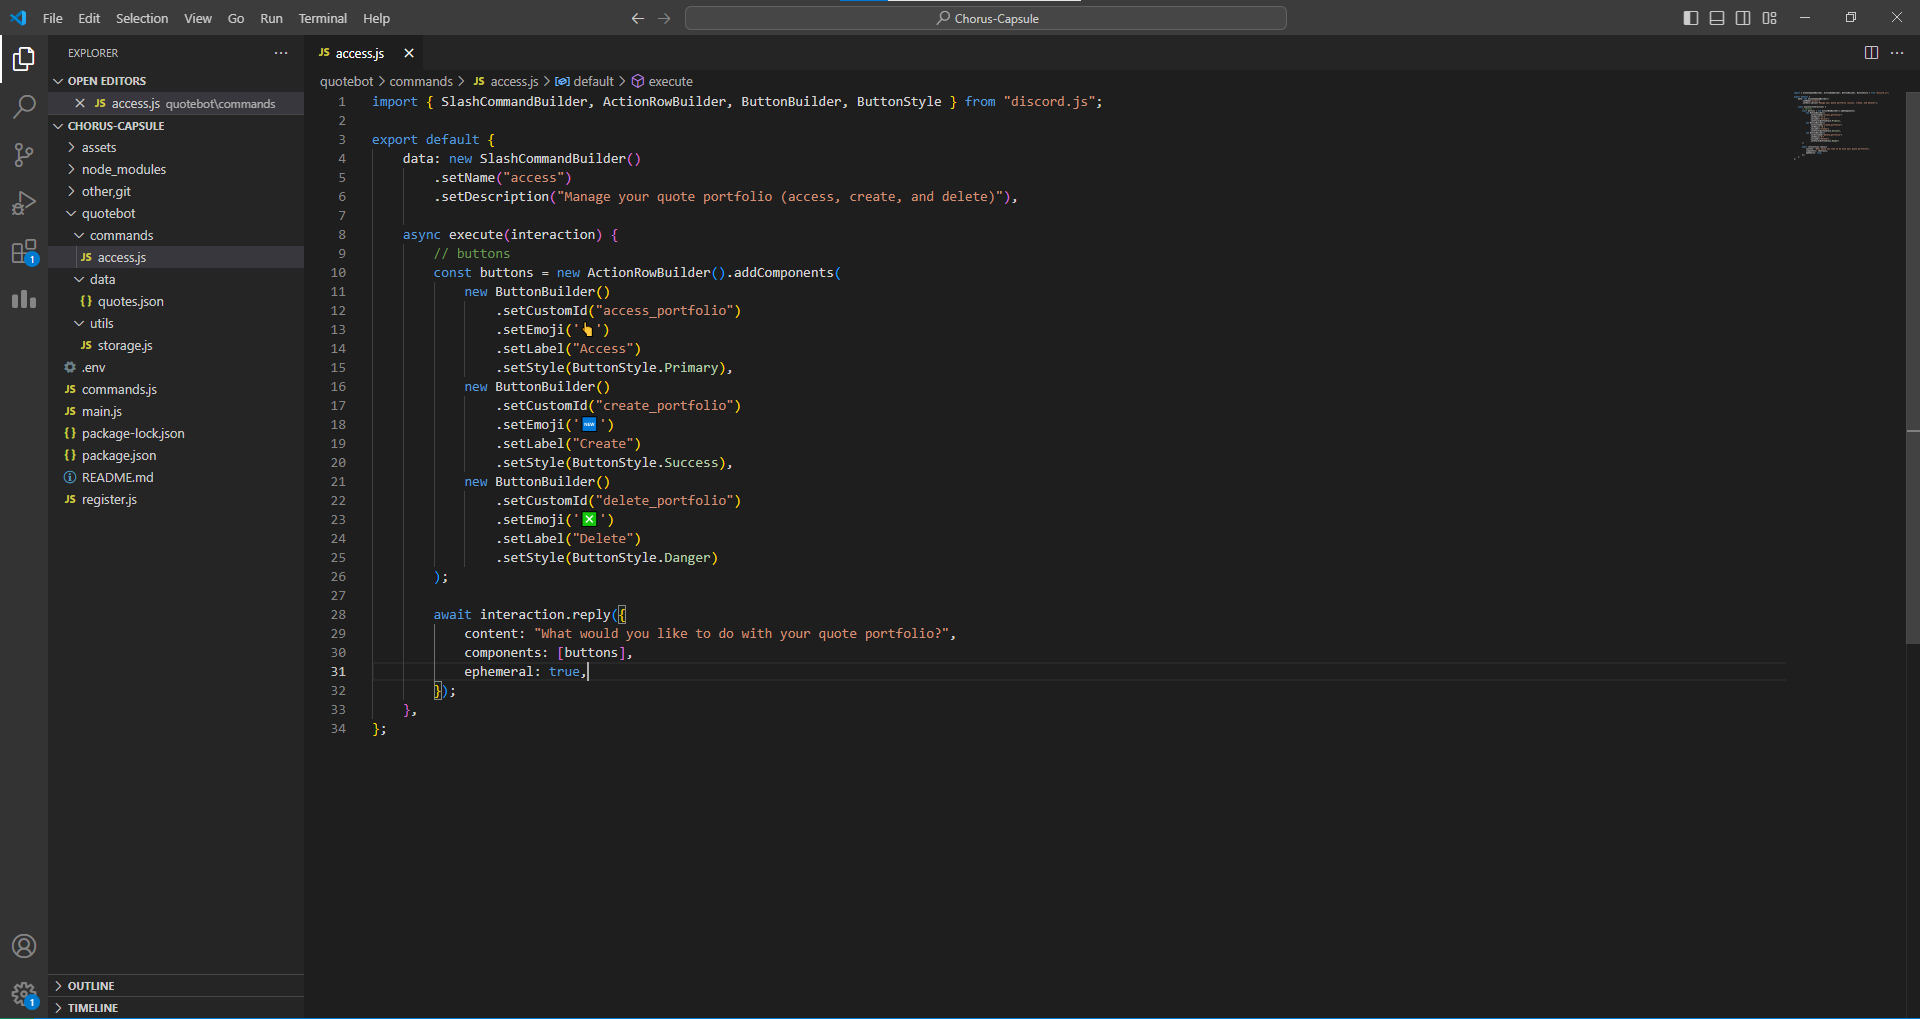 File Edit Selection View Go Run Terminal Help
Chorus-Capsule
EXPLORER
OPEN EDITORS
JS access.js quotebot\commands
CHORUS-CAPSULE
assets
node_modules
other,git
quotebot
commands
JS access.js
data
{} quotes.json
utils
JS storage.js
.env
JS commands.js
JS main.js
{} package-lock.json
{} package.json
README.md
JS register.js
OUTLINE
TIMELINE
1
1
JS access.js
quotebot > commands > JS access.js > default > execute
1 import { SlashCommandBuilder, ActionRowBuilder, ButtonBuilder, ButtonStyle } from "discord.js";
2
3 export default {
4 data: new SlashCommandBuilder()
5 .setName("access")
6 .setDescription("Manage your quote portfolio (access, create, and delete)"),
7
8 async execute(interaction) {
9 // buttons
10 const buttons = new ActionRowBuilder().addComponents(
11 new ButtonBuilder()
12 .setCustomId("access_portfolio")
13 .setEmoji('👆')
14 .setLabel("Access")
15 .setStyle(ButtonStyle.Primary),
16 new ButtonBuilder()
17 .setCustomId("create_portfolio")
18 .setEmoji('🆕')
19 .setLabel("Create")
20 .setStyle(ButtonStyle.Success),
21 new ButtonBuilder()
22 .setCustomId("delete_portfolio")
23 .setEmoji('❎')
24 .setLabel("Delete")
25 .setStyle(ButtonStyle.Danger)
26 );
27
28 await interaction.reply({
29 content: "What would you like to do with your quote portfolio?",
30 components: [buttons],
31 ephemeral: true,
32 });
33 },
34 };